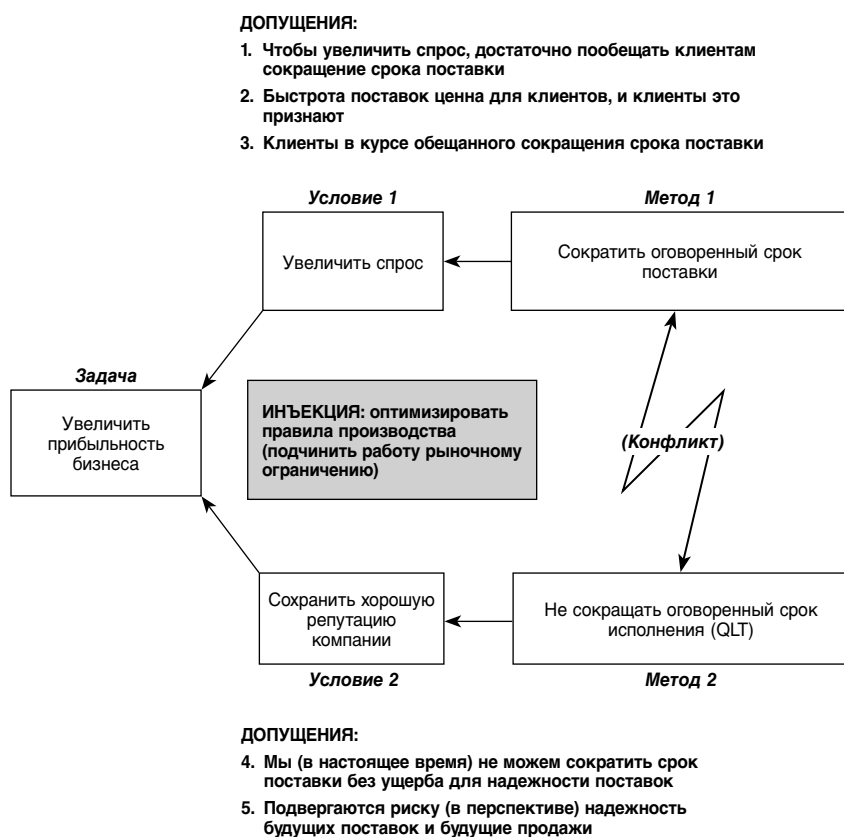 ДОПУЩЕНИЯ:
1. Чтобы увеличить спрос, достаточно пообещать клиентам
сокращение срока поставки
2. Быстрота поставок ценна для клиентов, и клиенты это
признают
3. Клиенты в курсе обещанного сокращения срока поставки
Условие 1
Метод 1
Увеличить спрос
Сократить оговоренный срок
поставки
Задача
Увеличить
прибыльность
бизнеса
ИНЪЕКЦИЯ: оптимизировать
правила производства
(подчинить работу рыночному
ограничению)
(Конфликт)
Сохранить хорошую
репутацию
компании
Не сокращать оговоренный срок
исполнения (QLT)
Условие 2
Метод 2
ДОПУЩЕНИЯ:
4. Мы (в настоящее время) не можем сократить срок
поставки без ущерба для надежности поставок
5. Подвергаются риску (в перспективе) надежность
будущих поставок и будущие продажи